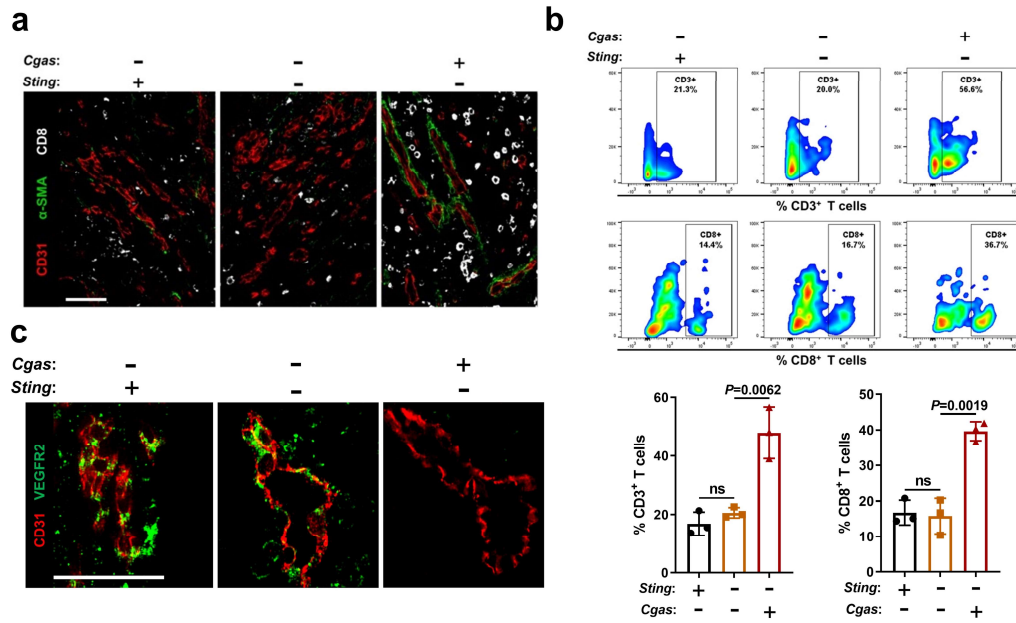 a
Cgas: - - +
Sting: + - -
CD31 α-SMA CD8
b
Cgas: - - +
Sting: + - -
CD3+ 21.3%
CD3+ 20.0%
CD3+ 56.6%
% CD3⁺ T cells
CD8+ 14.4%
CD8+ 16.7%
CD8+ 36.7%
% CD8⁺ T cells
c
Cgas: - - +
Sting: + - -
CD31 VEGFR2
% CD3⁺ T cells
60
40
20
0
ns
P=0.0062
Sting: + - -
Cgas: - - +
% CD8⁺ T cells
50
40
30
20
10
0
ns
P=0.0019
Sting: + - -
Cgas: - - +